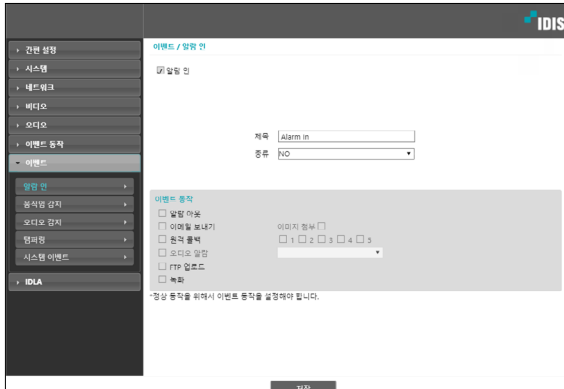 IDIS
간편 설정
시스템
네트워크
비디오
오디오
이벤트 동작
이벤트
알람 인
움직임 감지
오디오 감지
탬퍼링
시스템 이벤트
IDLA
이벤트 / 알람 인
알람 인
제목 Alarm in
종류 NO
이벤트 동작
알람 아웃
이메일 보내기 이미지 첨부
원격 콜백 1 2 3 4 5
오디오 알람
FTP 업로드
녹화
*정상 동작을 위해서 이벤트 동작을 설정해야 합니다.
저장